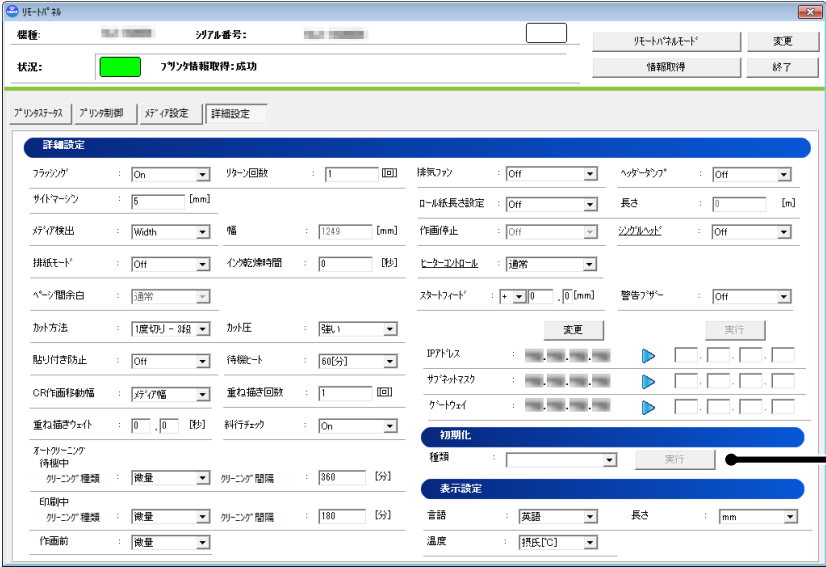 ﾘﾓｰﾄﾊﾟﾈﾙ
機種:
ｼﾘｱﾙ番号:
ﾘﾓｰﾄﾊﾟﾈﾙﾓｰﾄﾞ 変更
状況: ﾌﾟﾘﾝﾀ情報取得:成功
情報取得 終了
ﾌﾟﾘﾝﾀｽﾃｰﾀｽ ﾌﾟﾘﾝﾀ制御 ﾒﾃﾞｨｱ設定 詳細設定
詳細設定
ﾌﾗｯｼﾝｸﾞ : On ﾘﾀｰﾝ回数 : 1 [回]
ｻｲﾄﾞﾏｰｼﾞﾝ : 5 [mm]
ﾒﾃﾞｨｱ検出 : Width 幅 : 1249 [mm]
排紙ﾓｰﾄﾞ : Off ｲﾝｸ乾燥時間 : 0 [秒]
ﾍﾟｰｼﾞ間余白 : 通常
ｶｯﾄ方法 : 1度切り - 3段 ｶｯﾄ圧 : 強い
貼り付き防止 : Off 待機ﾋｰﾄ : 60[分]
CR作画移動幅 : ﾒﾃﾞｨｱ幅 重ね描き回数 : 1 [回]
重ね描きｳｪｲﾄ : 0 . 0 [秒] 斜行ﾁｪｯｸ : On
ｵｰﾄｸﾘｰﾆﾝｸﾞ
待機中
ｸﾘｰﾆﾝｸﾞ種類 : 微量 ｸﾘｰﾆﾝｸﾞ間隔 : 360 [分]
印刷中
ｸﾘｰﾆﾝｸﾞ種類 : 微量 ｸﾘｰﾆﾝｸﾞ間隔 : 180 [分]
作画前 : 微量
排気ﾌｧﾝ : Off ﾍｯﾀﾞｰﾀﾞﾝﾌﾟ : Off
ﾛｰﾙ紙長さ設定 : Off 長さ : 0 [m]
作画停止 : Off ｼﾝｸﾞﾙﾍｯﾄﾞ : Off
ﾋｰﾀｰｺﾝﾄﾛｰﾙ : 通常
ｽﾀｰﾄﾌｨｰﾄﾞ : + 0 . 0 [mm] 警告ﾌﾞｻﾞｰ : Off
変更 実行
IPｱﾄﾞﾚｽ :
ｻﾌﾞﾈｯﾄﾏｽｸ :
ｹﾞｰﾄｳｪｲ :
初期化
種類 : 実行
表示設定
言語 : 英語 長さ : mm
温度 : 摂氏[℃]